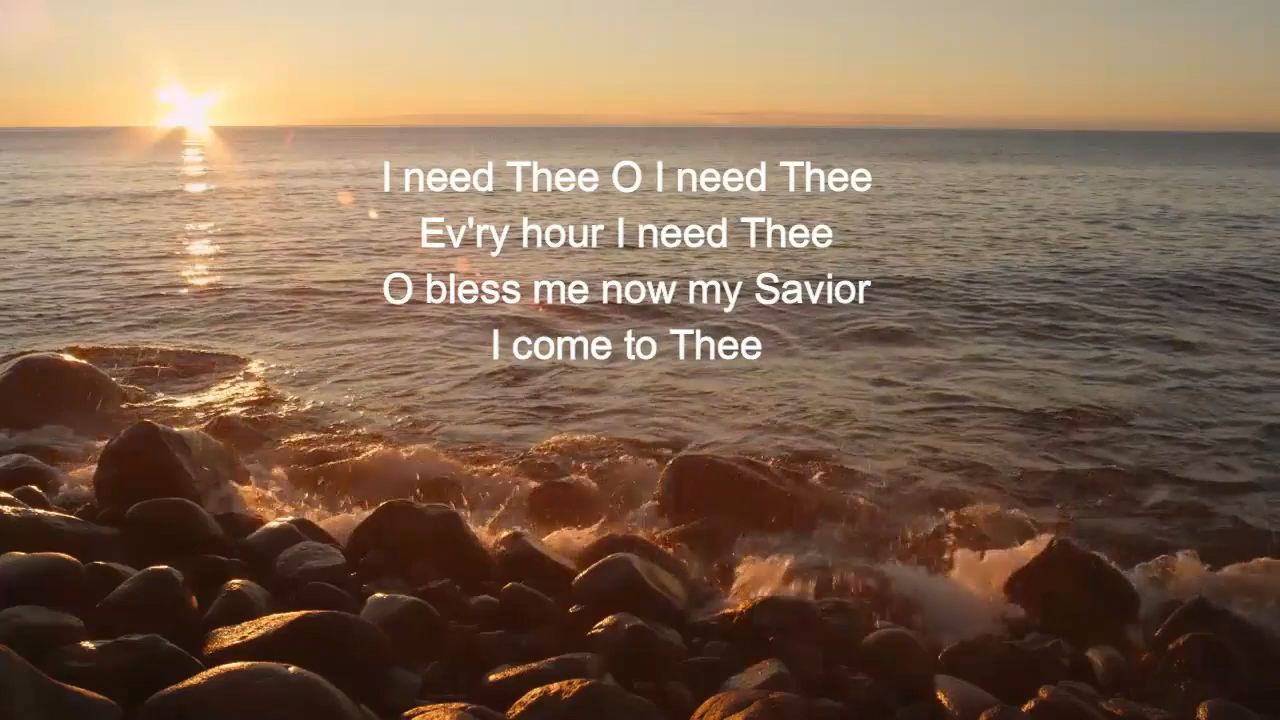 I need Thee O I need Thee
Ev'ry hour I need Thee
O bless me now my Savior
I come to Thee